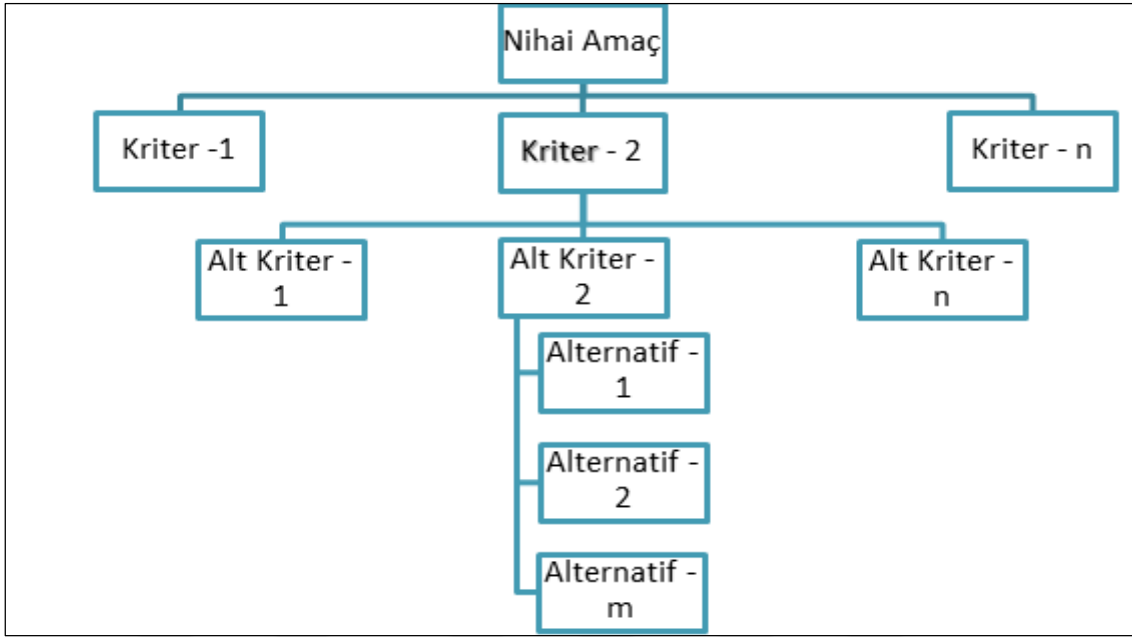 Nihai Amaç
Kriter -1
Kriter - 2
Kriter - n
Alt Kriter -
1
Alt Kriter -
2
Alt Kriter -
n
Alternatif -
1
Alternatif -
2
Alternatif -
m